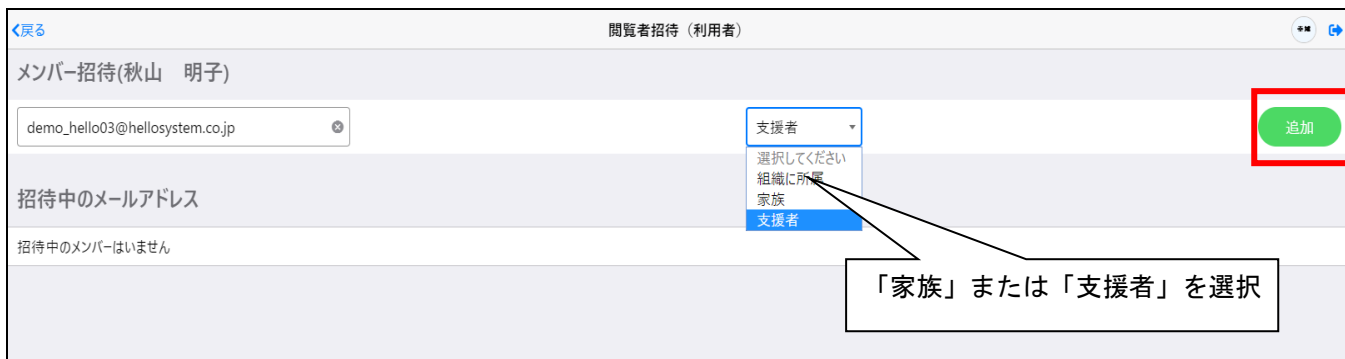 戻る
閲覧者招待（利用者）
メンバー招待(秋山　明子)
demo_hello03@hellosystem.co.jp
支援者
追加
選択してください
組織に所属
家族
支援者
招待中のメールアドレス
招待中のメンバーはいません
「家族」または「支援者」を選択